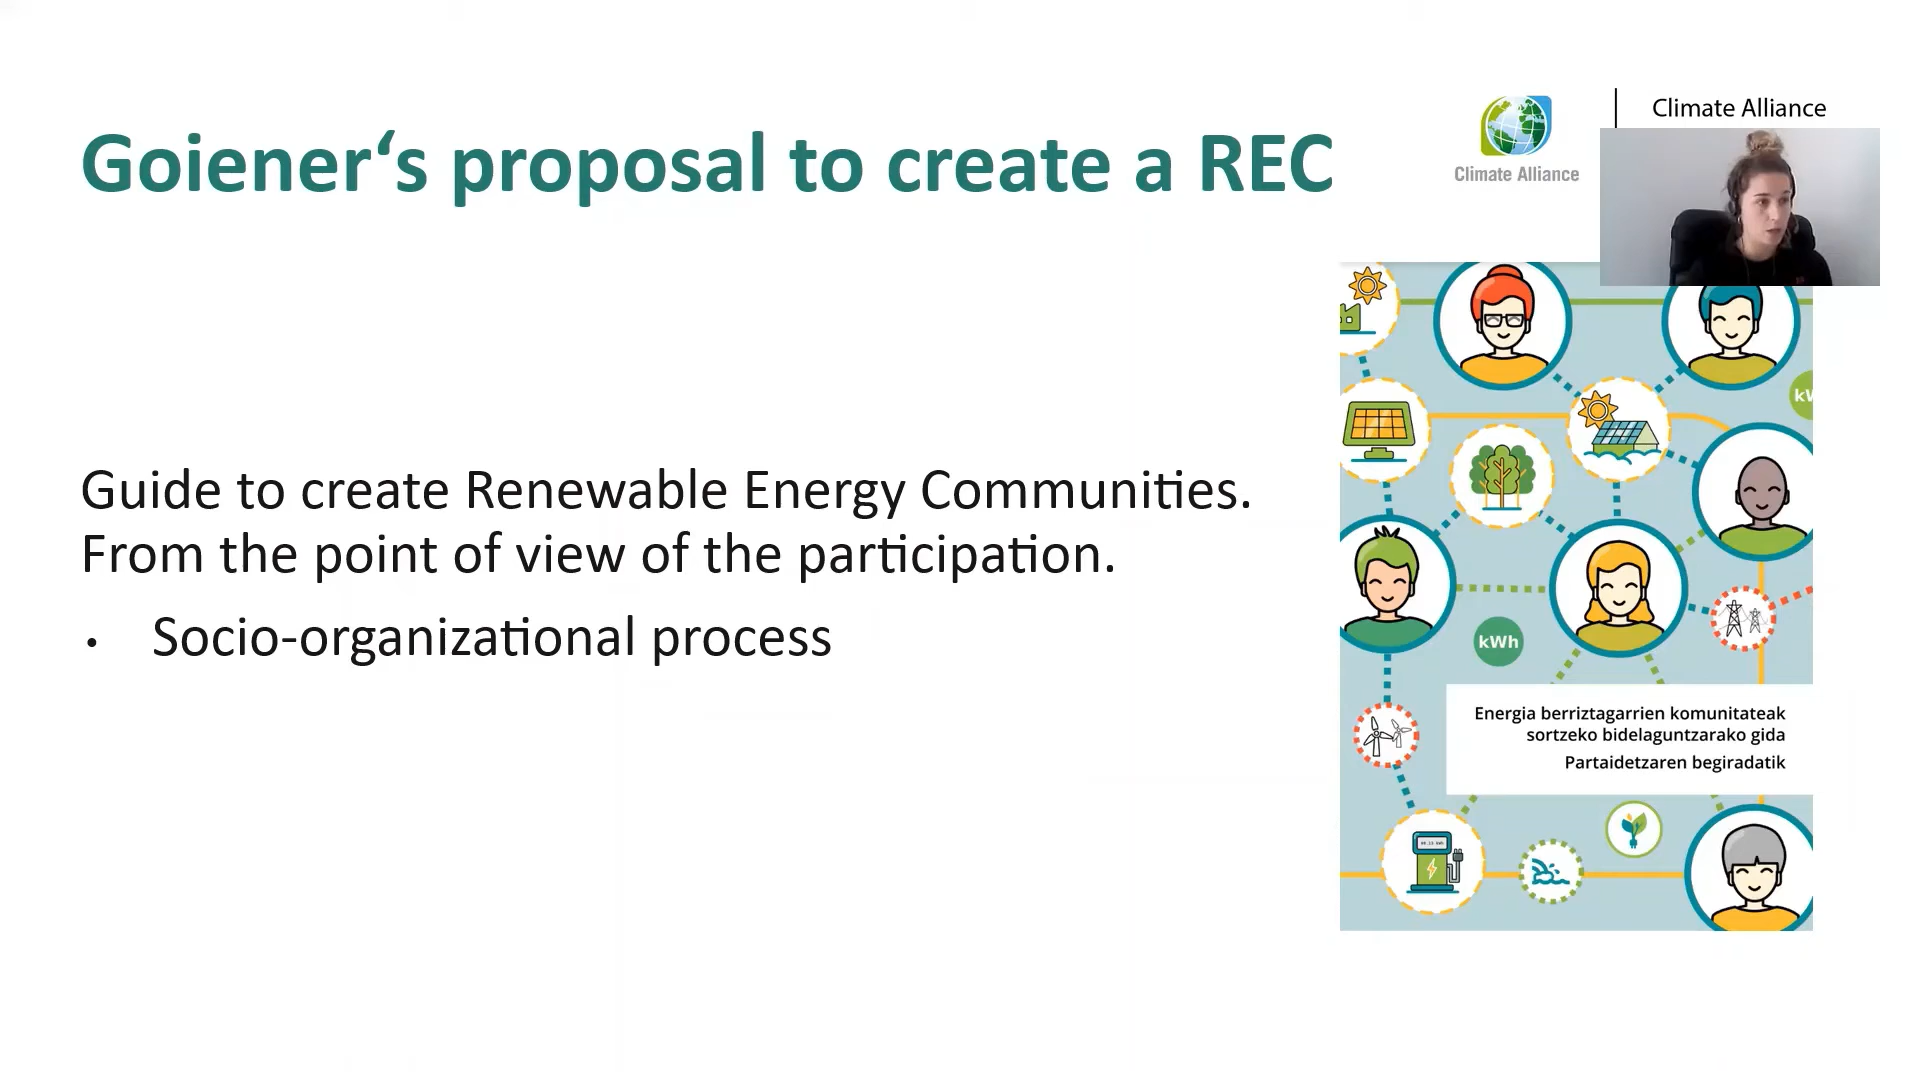 Goiener‘s proposal to create a REC
Climate Alliance
Climate Alliance
Guide to create Renewable Energy Communities.
From the point of view of the participation.
• Socio-organizational process
kWh
Energia berriztagarrien komunitateak
sortzeko bidelaguntzarako gida
Partaidetzaren begiradatik